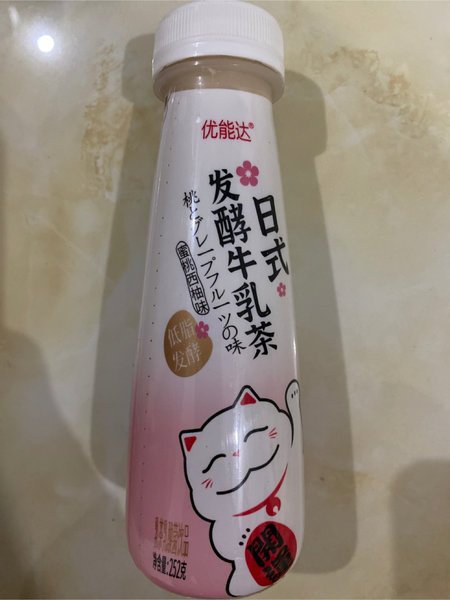 优能达®
日式
发酵牛乳茶
桃とグレープフルーツの味
蜜桃西柚味
低脂
发酵
净含量:252克